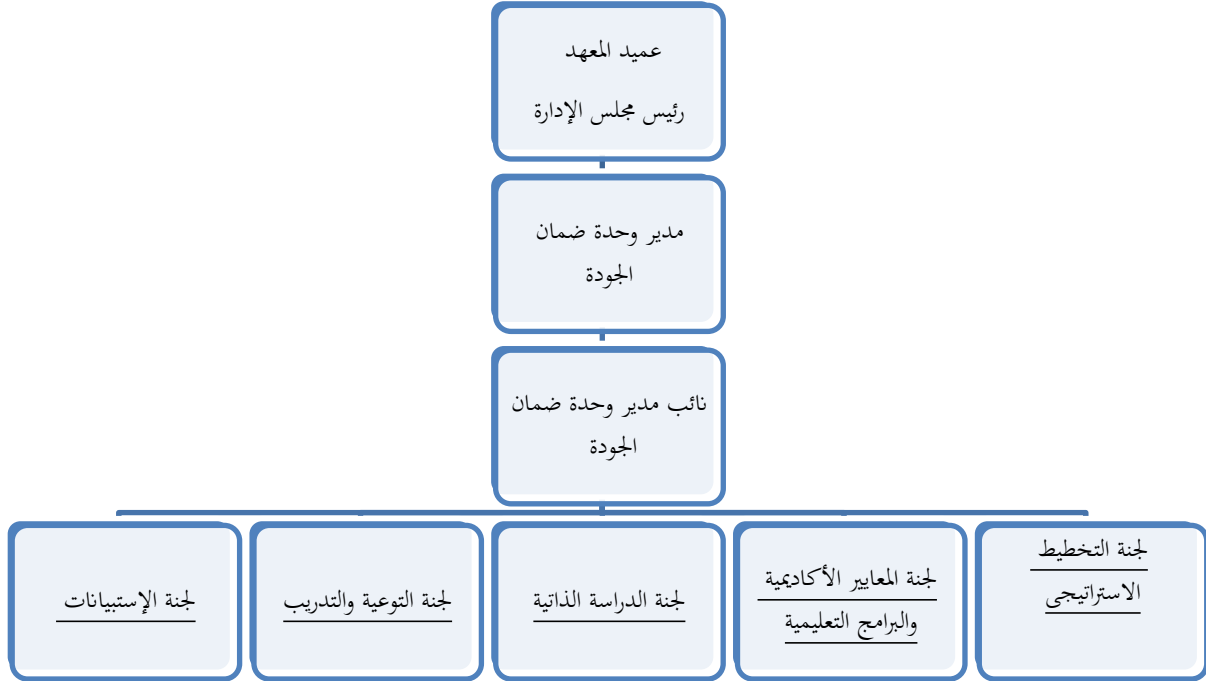 عميد المعهد
رئيس مجلس الإدارة
مدير وحدة ضمان
الجودة
نائب مدير وحدة ضمان
الجودة
لجنة التخطيط
الاستراتيجى
لجنة المعايير الأكاديمية
والبرامج التعليمية
لجنة الدراسة الذاتية
لجنة التوعية والتدريب
لجنة الإستبيانات